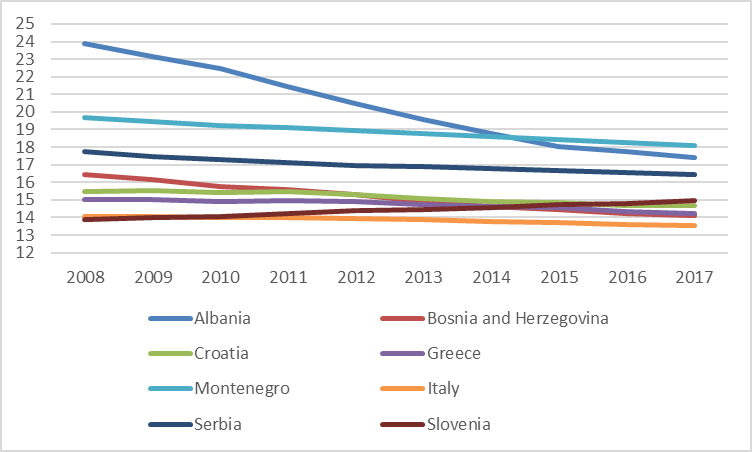 25
24
23
22
21
20
19
18
17
16
15
14
13
12
2008 2009 2010 2011 2012 2013 2014 2015 2016 2017
Albania Bosnia and Herzegovina
Croatia Greece
Montenegro Italy
Serbia Slovenia